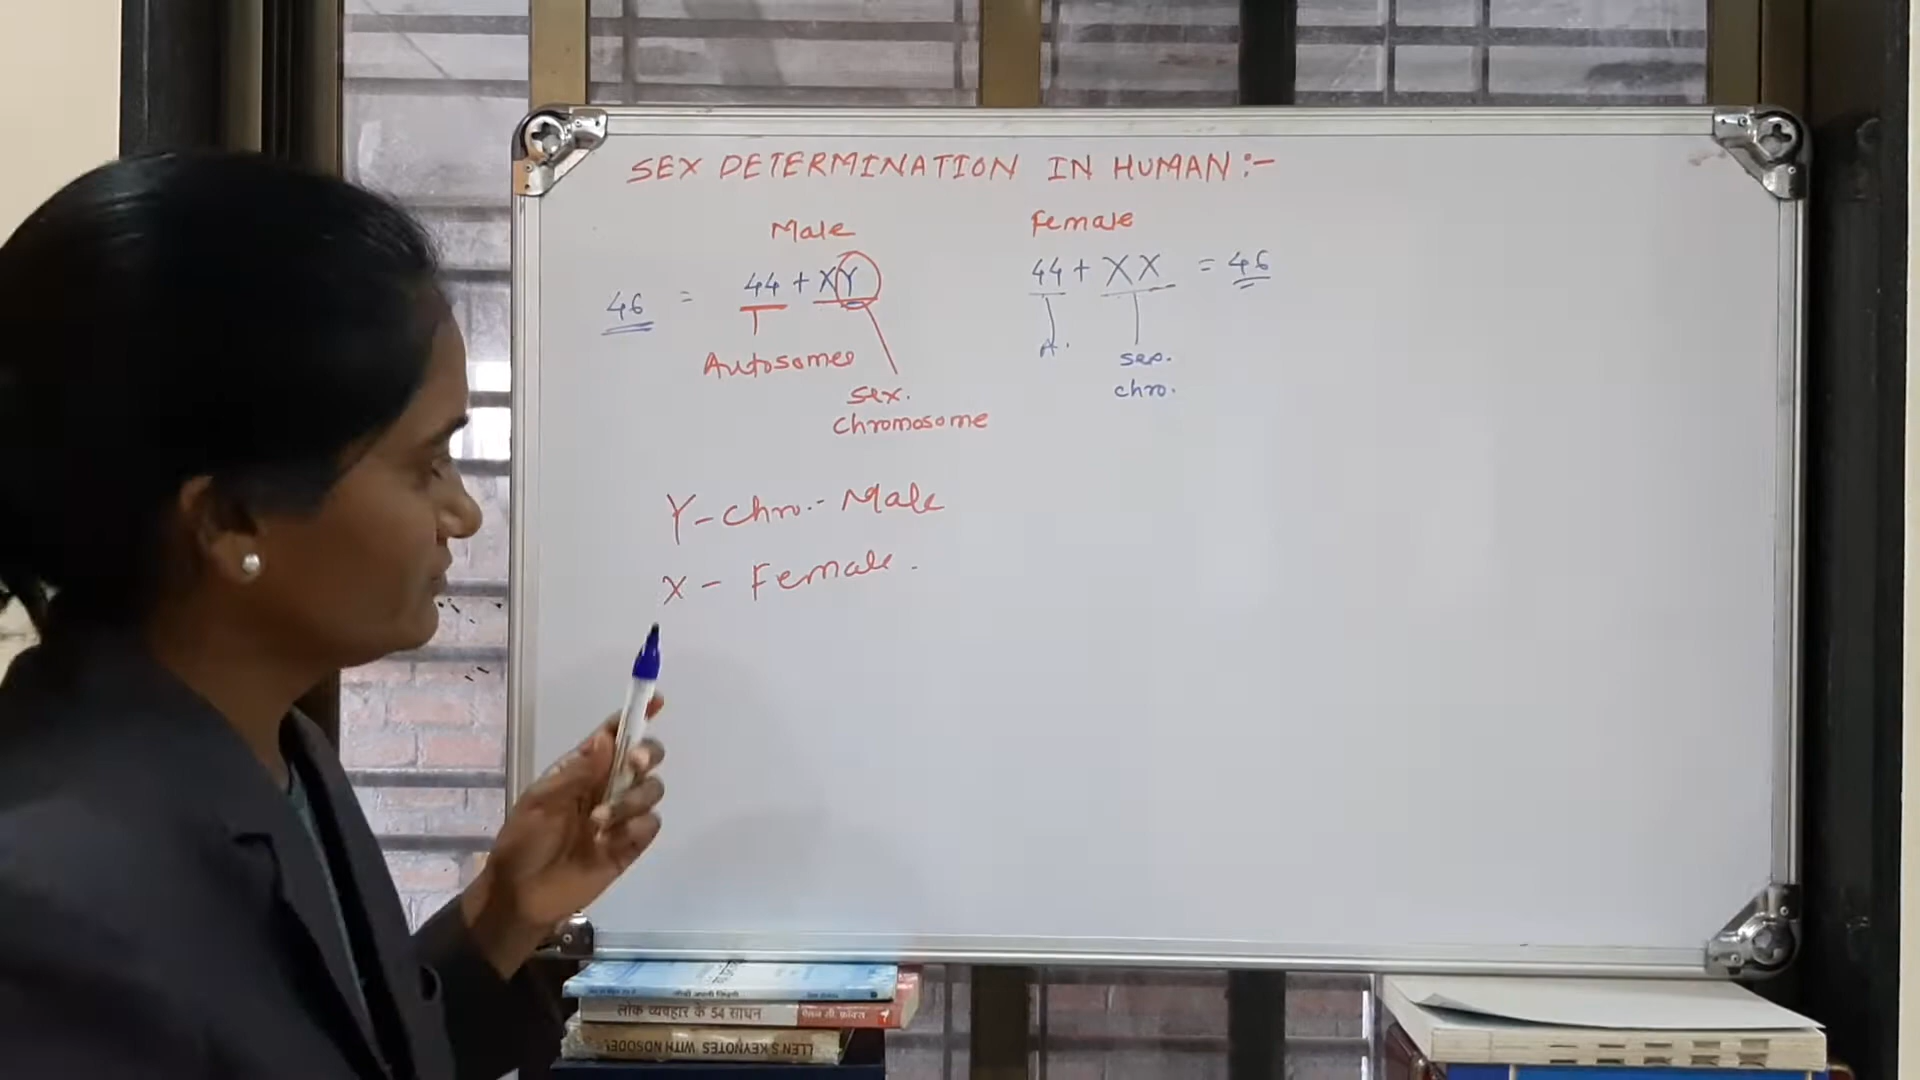 SEX DETERMINATION IN HUMAN :-
Male
46 = 44 + XY
Autosomes
Sex.
Chromosome
Female
44 + XX = 46
A.
sex.
chro.
Y - Chro. - Male
X - Female.
लोक व्यवहार के 54 साधन
LLEN'S KEYNOTES WITH NOSODES